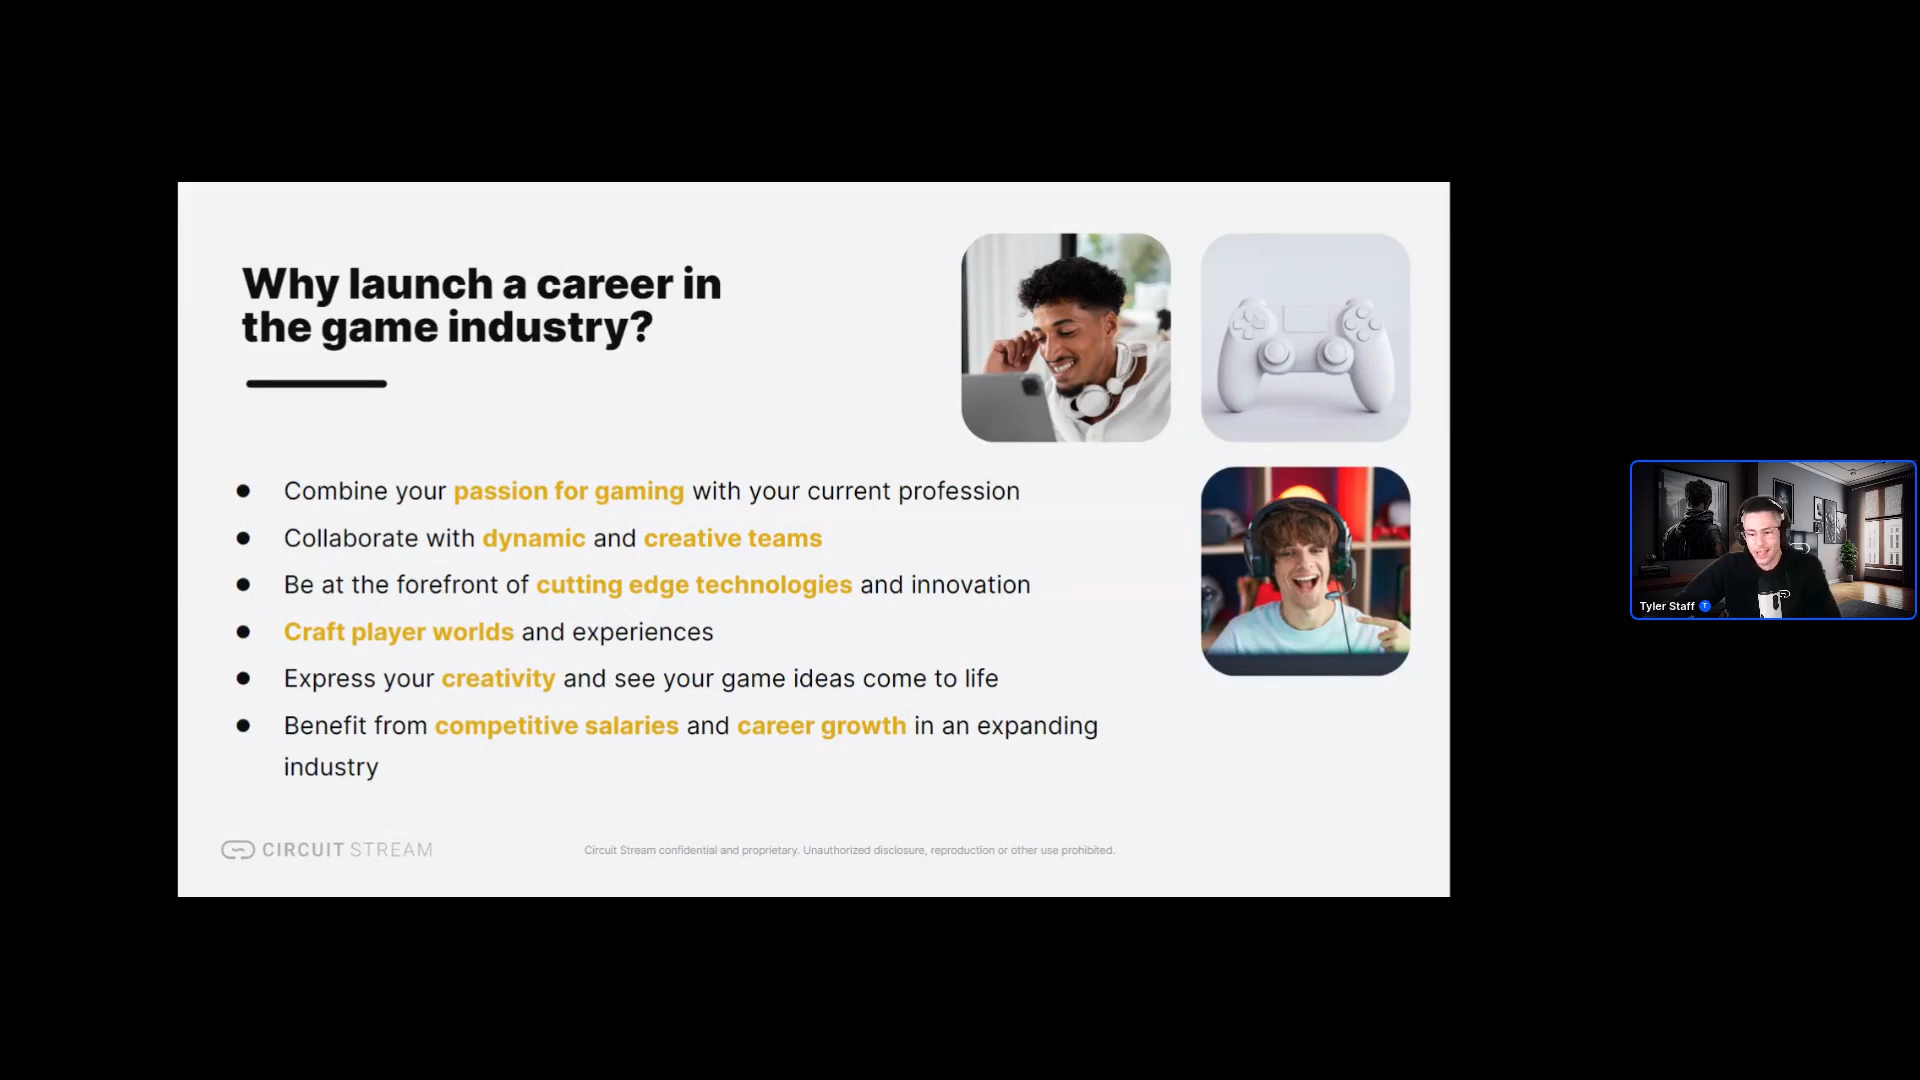 Why launch a career in
the game industry?
● Combine your passion for gaming with your current profession
● Collaborate with dynamic and creative teams
● Be at the forefront of cutting edge technologies and innovation
● Craft player worlds and experiences
● Express your creativity and see your game ideas come to life
● Benefit from competitive salaries and career growth in an expanding
industry
CIRCUIT STREAM
Circuit Stream confidential and proprietary. Unauthorized disclosure, reproduction or other use prohibited.
Tyler Staff T